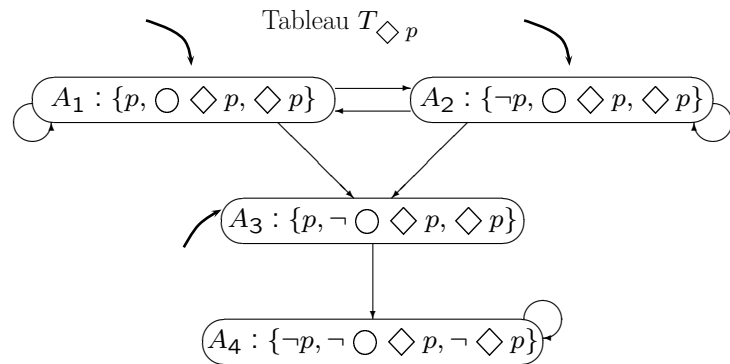 Tableau T◇ p
A1 : {p, ○ ◇ p, ◇ p}
A2 : {¬p, ○ ◇ p, ◇ p}
A3 : {p, ¬ ○ ◇ p, ◇ p}
A4 : {¬p, ¬ ○ ◇ p, ¬ ◇ p}